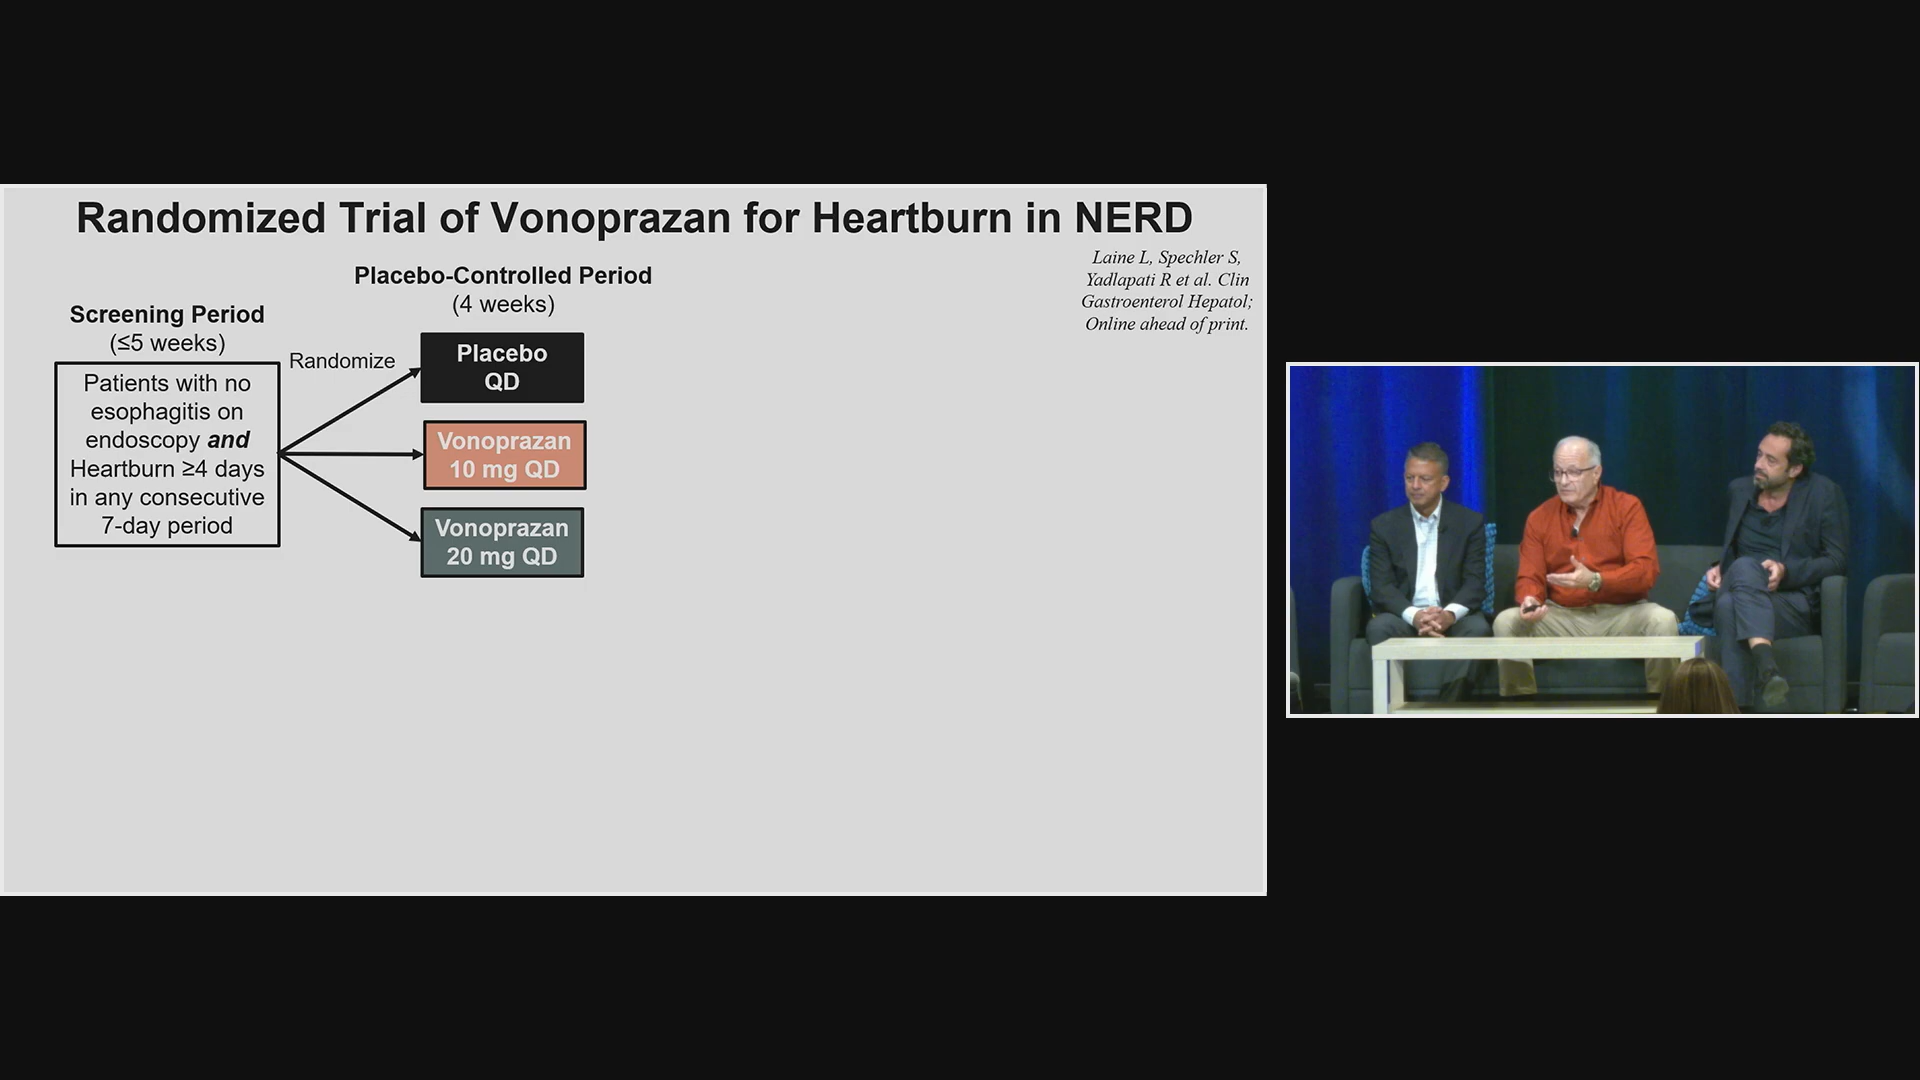 Randomized Trial of Vonoprazan for Heartburn in NERD
Laine L, Spechler S,
Yadlapati R et al. Clin
Gastroenterol Hepatol;
Online ahead of print.
Placebo-Controlled Period
(4 weeks)
Screening Period
(≤5 weeks)
Patients with no
esophagitis on
endoscopy and
Heartburn ≥4 days
in any consecutive
7-day period
Randomize
Placebo
QD
Vonoprazan
10 mg QD
Vonoprazan
20 mg QD